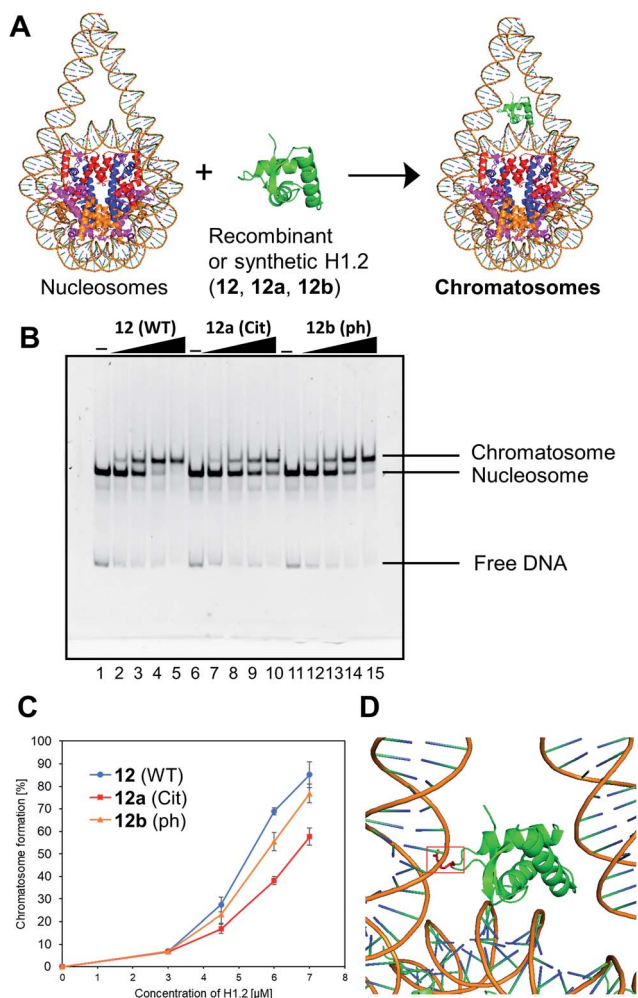 A
+
Nucleosomes
Recombinant
or synthetic H1.2
(12, 12a, 12b)
Chromatosomes
B
– 12 (WT) – 12a (Cit) – 12b (ph)
Chromatosome
Nucleosome
Free DNA
1 2 3 4 5 6 7 8 9 10 11 12 13 14 15
C
Chromatosome formation [%]
100
90
80
70
60
50
40
30
20
10
0
12 (WT)
12a (Cit)
12b (ph)
0 1 2 3 4 5 6 7 8
Concentration of H1.2 [µM]
D